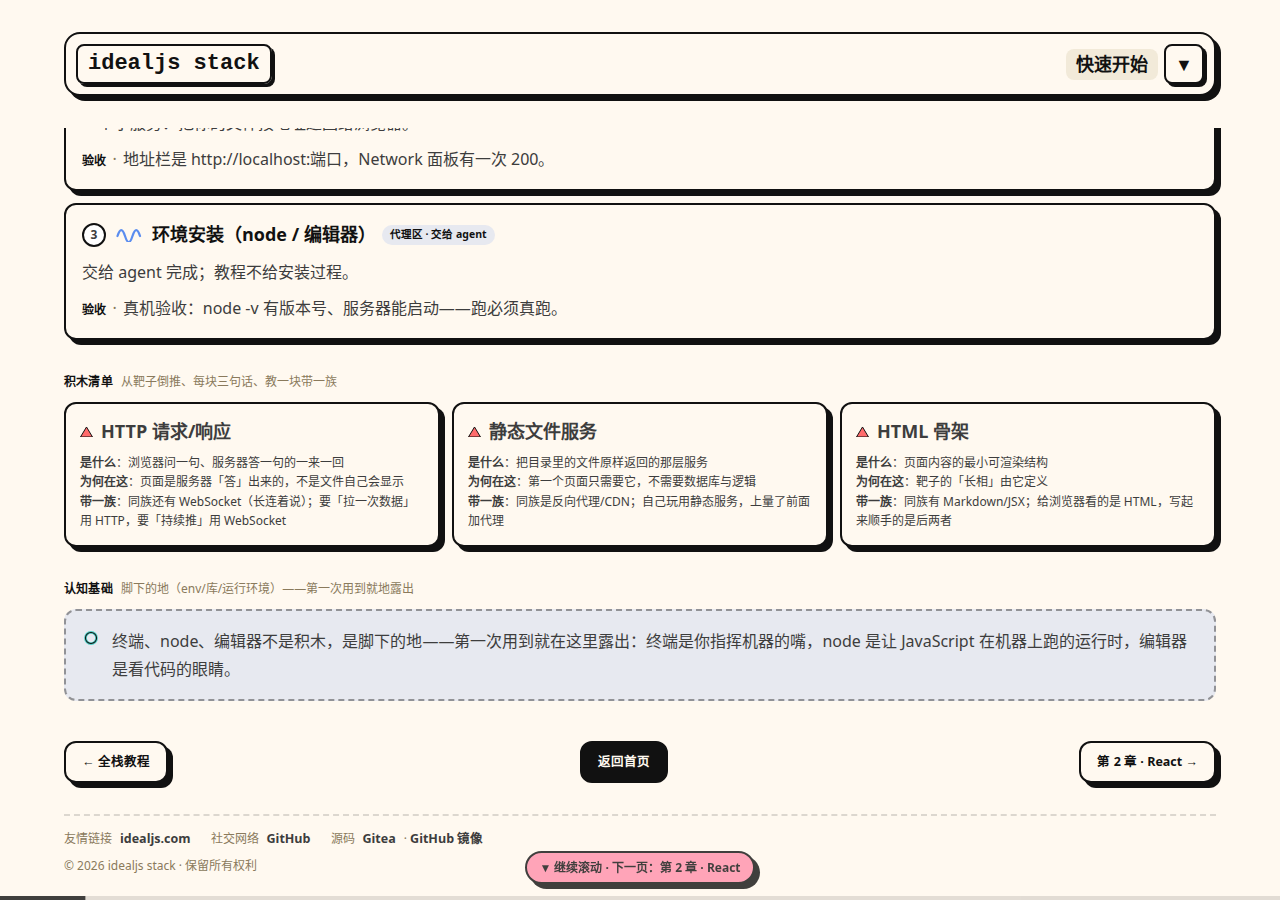 idealjs stack
快速开始
▼
验收 · 地址栏是 http://localhost:端口，Network 面板有一次 200。
3 环境安装（node / 编辑器） 代理区 · 交给 agent
交给 agent 完成；教程不给安装过程。
验收 · 真机验收：node -v 有版本号、服务器能启动——跑必须真跑。
积木清单 从靶子倒推、每块三句话、教一块带一族
HTTP 请求/响应
是什么：浏览器问一句、服务器答一句的一来一回
为何在这：页面是服务器「答」出来的，不是文件自己会显示
带一族：同族还有 WebSocket（长连着说）；要「拉一次数据」
用 HTTP，要「持续推」用 WebSocket
静态文件服务
是什么：把目录里的文件原样返回的那层服务
为何在这：第一个页面只需要它，不需要数据库与逻辑
带一族：同族是反向代理/CDN；自己玩用静态服务，上量了前面
加代理
HTML 骨架
是什么：页面内容的最小可渲染结构
为何在这：靶子的「长相」由它定义
带一族：同族有 Markdown/JSX；给浏览器看的是 HTML，写起
来顺手的是后两者
认知基础 脚下的地（env/库/运行环境）——第一次用到就地露出
终端、node、编辑器不是积木，是脚下的地——第一次用到就在这里露出：终端是你指挥机器的嘴，node 是让 JavaScript 在机器上跑的运行时，编辑器
是看代码的眼睛。
← 全栈教程
返回首页
第 2 章 · React →
友情链接 idealjs.com 社交网络 GitHub 源码 Gitea · GitHub 镜像
© 2026 idealjs stack · 保留所有权利
▼ 继续滚动 · 下一页：第 2 章 · React